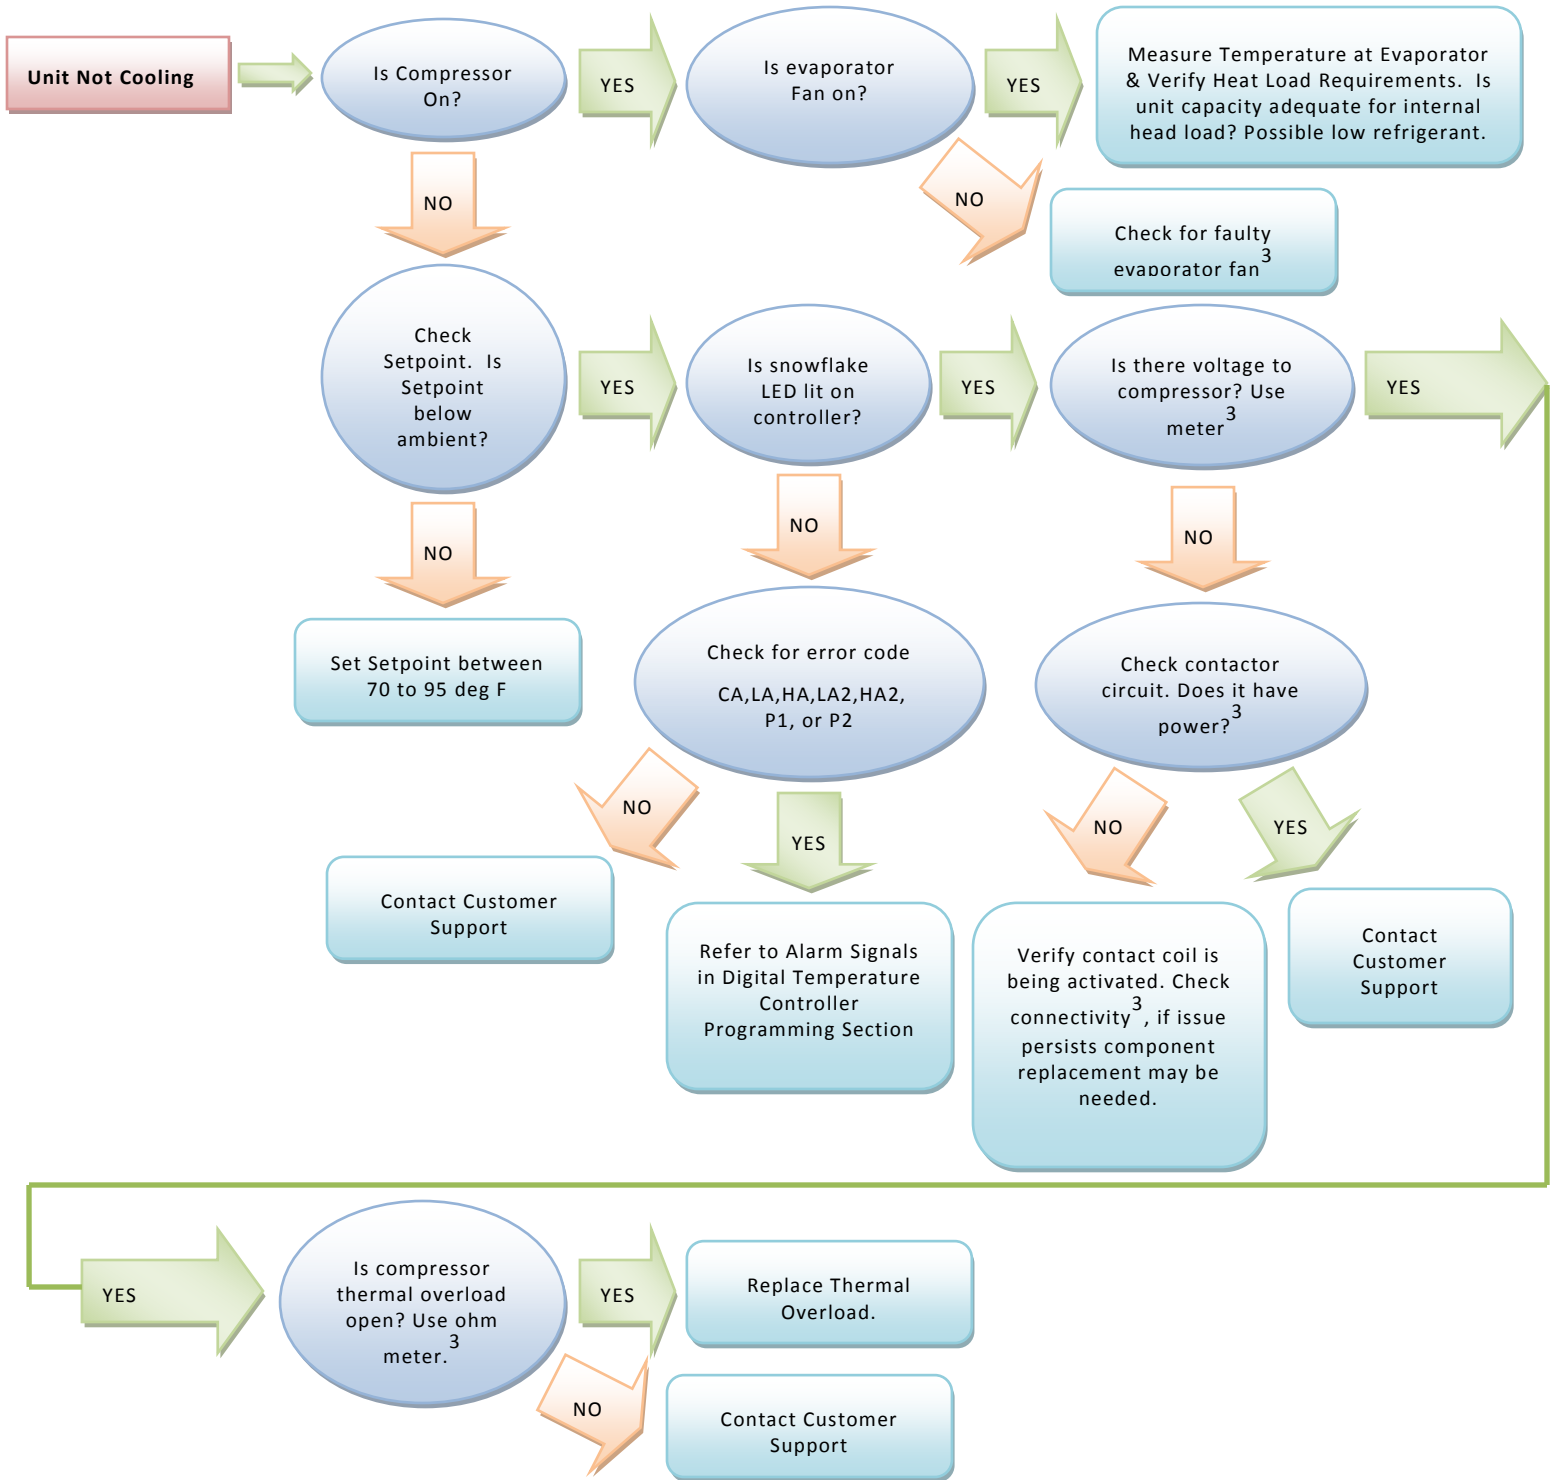 Unit Not Cooling
Is Compressor
On?
YES
Is evaporator
Fan on?
YES
Measure Temperature at Evaporator
& Verify Heat Load Requirements. Is
unit capacity adequate for internal
head load? Possible low refrigerant.
NO
NO
Check for faulty
evaporator fan3
Check
Setpoint. Is
Setpoint
below
ambient?
YES
Is snowflake
LED lit on
controller?
YES
Is there voltage to
compressor? Use
meter3
YES
NO
NO
NO
Set Setpoint between
70 to 95 deg F
Check for error code
CA,LA,HA,LA2,HA2,
P1, or P2
Check contactor
circuit. Does it have
power?3
NO
YES
NO
YES
Contact Customer
Support
Refer to Alarm Signals
in Digital Temperature
Controller
Programming Section
Verify contact coil is
being activated. Check
connectivity3, if issue
persists component
replacement may be
needed.
Contact
Customer
Support
YES
Is compressor
thermal overload
open? Use ohm
meter.3
YES
Replace Thermal
Overload.
NO
Contact Customer
Support